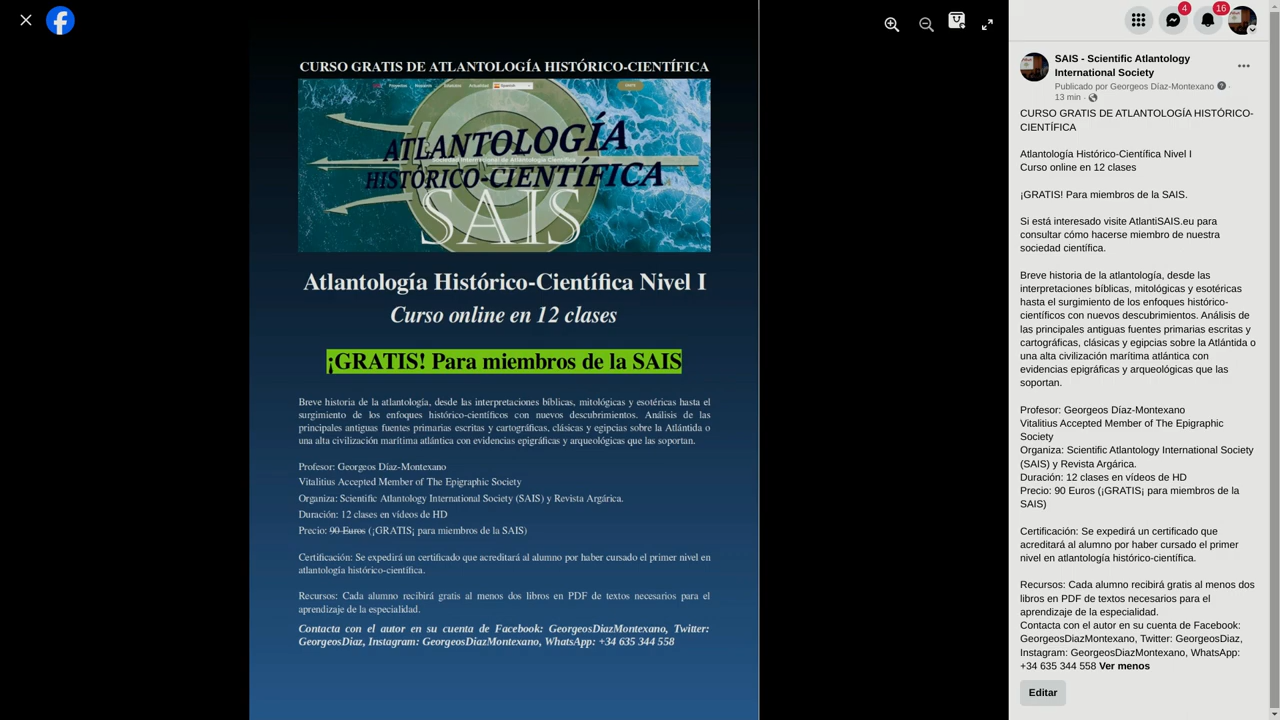 CURSO GRATIS DE ATLANTOLOGÍA HISTÓRICO-CIENTÍFICA
Proyectos Research Estatutos Actualidad Spanish
ATLANTOLOGÍA
Sociedad Internacional de Atlantología Científica
HISTÓRICO-CIENTÍFICA
SAIS
Atlantología Histórico-Científica Nivel I
Curso online en 12 clases
¡GRATIS! Para miembros de la SAIS
Breve historia de la atlantología, desde las interpretaciones bíblicas, mitológicas y esotéricas hasta el
surgimiento de los enfoques histórico-científicos con nuevos descubrimientos. Análisis de las
principales antiguas fuentes primarias escritas y cartográficas, clásicas y egipcias sobre la Atlántida o
una alta civilización marítima atlántica con evidencias epigráficas y arqueológicas que las soportan.
Profesor: Georgeos Díaz-Montexano
Vitalitius Accepted Member of The Epigraphic Society
Organiza: Scientific Atlantology International Society (SAIS) y Revista Argárica.
Duración: 12 clases en vídeos de HD
Precio: 90 Euros (¡GRATIS¡ para miembros de la SAIS)
Certificación: Se expedirá un certificado que acreditará al alumno por haber cursado el primer nivel en
atlantología histórico-científica.
Recursos: Cada alumno recibirá gratis al menos dos libros en PDF de textos necesarios para el
aprendizaje de la especialidad.
Contacta con el autor en su cuenta de Facebook: GeorgeosDiazMontexano, Twitter:
GeorgeosDiaz, Instagram: GeorgeosDiazMontexano, WhatsApp: +34 635 344 558
4 16
SAIS - Scientific Atlantology
International Society
Publicado por Georgeos Díaz-Montexano ·
13 min ·
CURSO GRATIS DE ATLANTOLOGÍA HISTÓRICO-
CIENTÍFICA
Atlantología Histórico-Científica Nivel I
Curso online en 12 clases
¡GRATIS! Para miembros de la SAIS.
Si está interesado visite AtlantiSAIS.eu para
consultar cómo hacerse miembro de nuestra
sociedad científica.
Breve historia de la atlantología, desde las
interpretaciones bíblicas, mitológicas y esotéricas
hasta el surgimiento de los enfoques histórico-
científicos con nuevos descubrimientos. Análisis de
las principales antiguas fuentes primarias escritas y
cartográficas, clásicas y egipcias sobre la Atlántida o
una alta civilización marítima atlántica con
evidencias epigráficas y arqueológicas que las
soportan.
Profesor: Georgeos Díaz-Montexano
Vitalitius Accepted Member of The Epigraphic
Society
Organiza: Scientific Atlantology International Society
(SAIS) y Revista Argárica.
Duración: 12 clases en vídeos de HD
Precio: 90 Euros (¡GRATIS¡ para miembros de la
SAIS)
Certificación: Se expedirá un certificado que
acreditará al alumno por haber cursado el primer
nivel en atlantología histórico-científica.
Recursos: Cada alumno recibirá gratis al menos dos
libros en PDF de textos necesarios para el
aprendizaje de la especialidad.
Contacta con el autor en su cuenta de Facebook:
GeorgeosDiazMontexano, Twitter: GeorgeosDiaz,
Instagram: GeorgeosDiazMontexano, WhatsApp:
+34 635 344 558 Ver menos
Editar